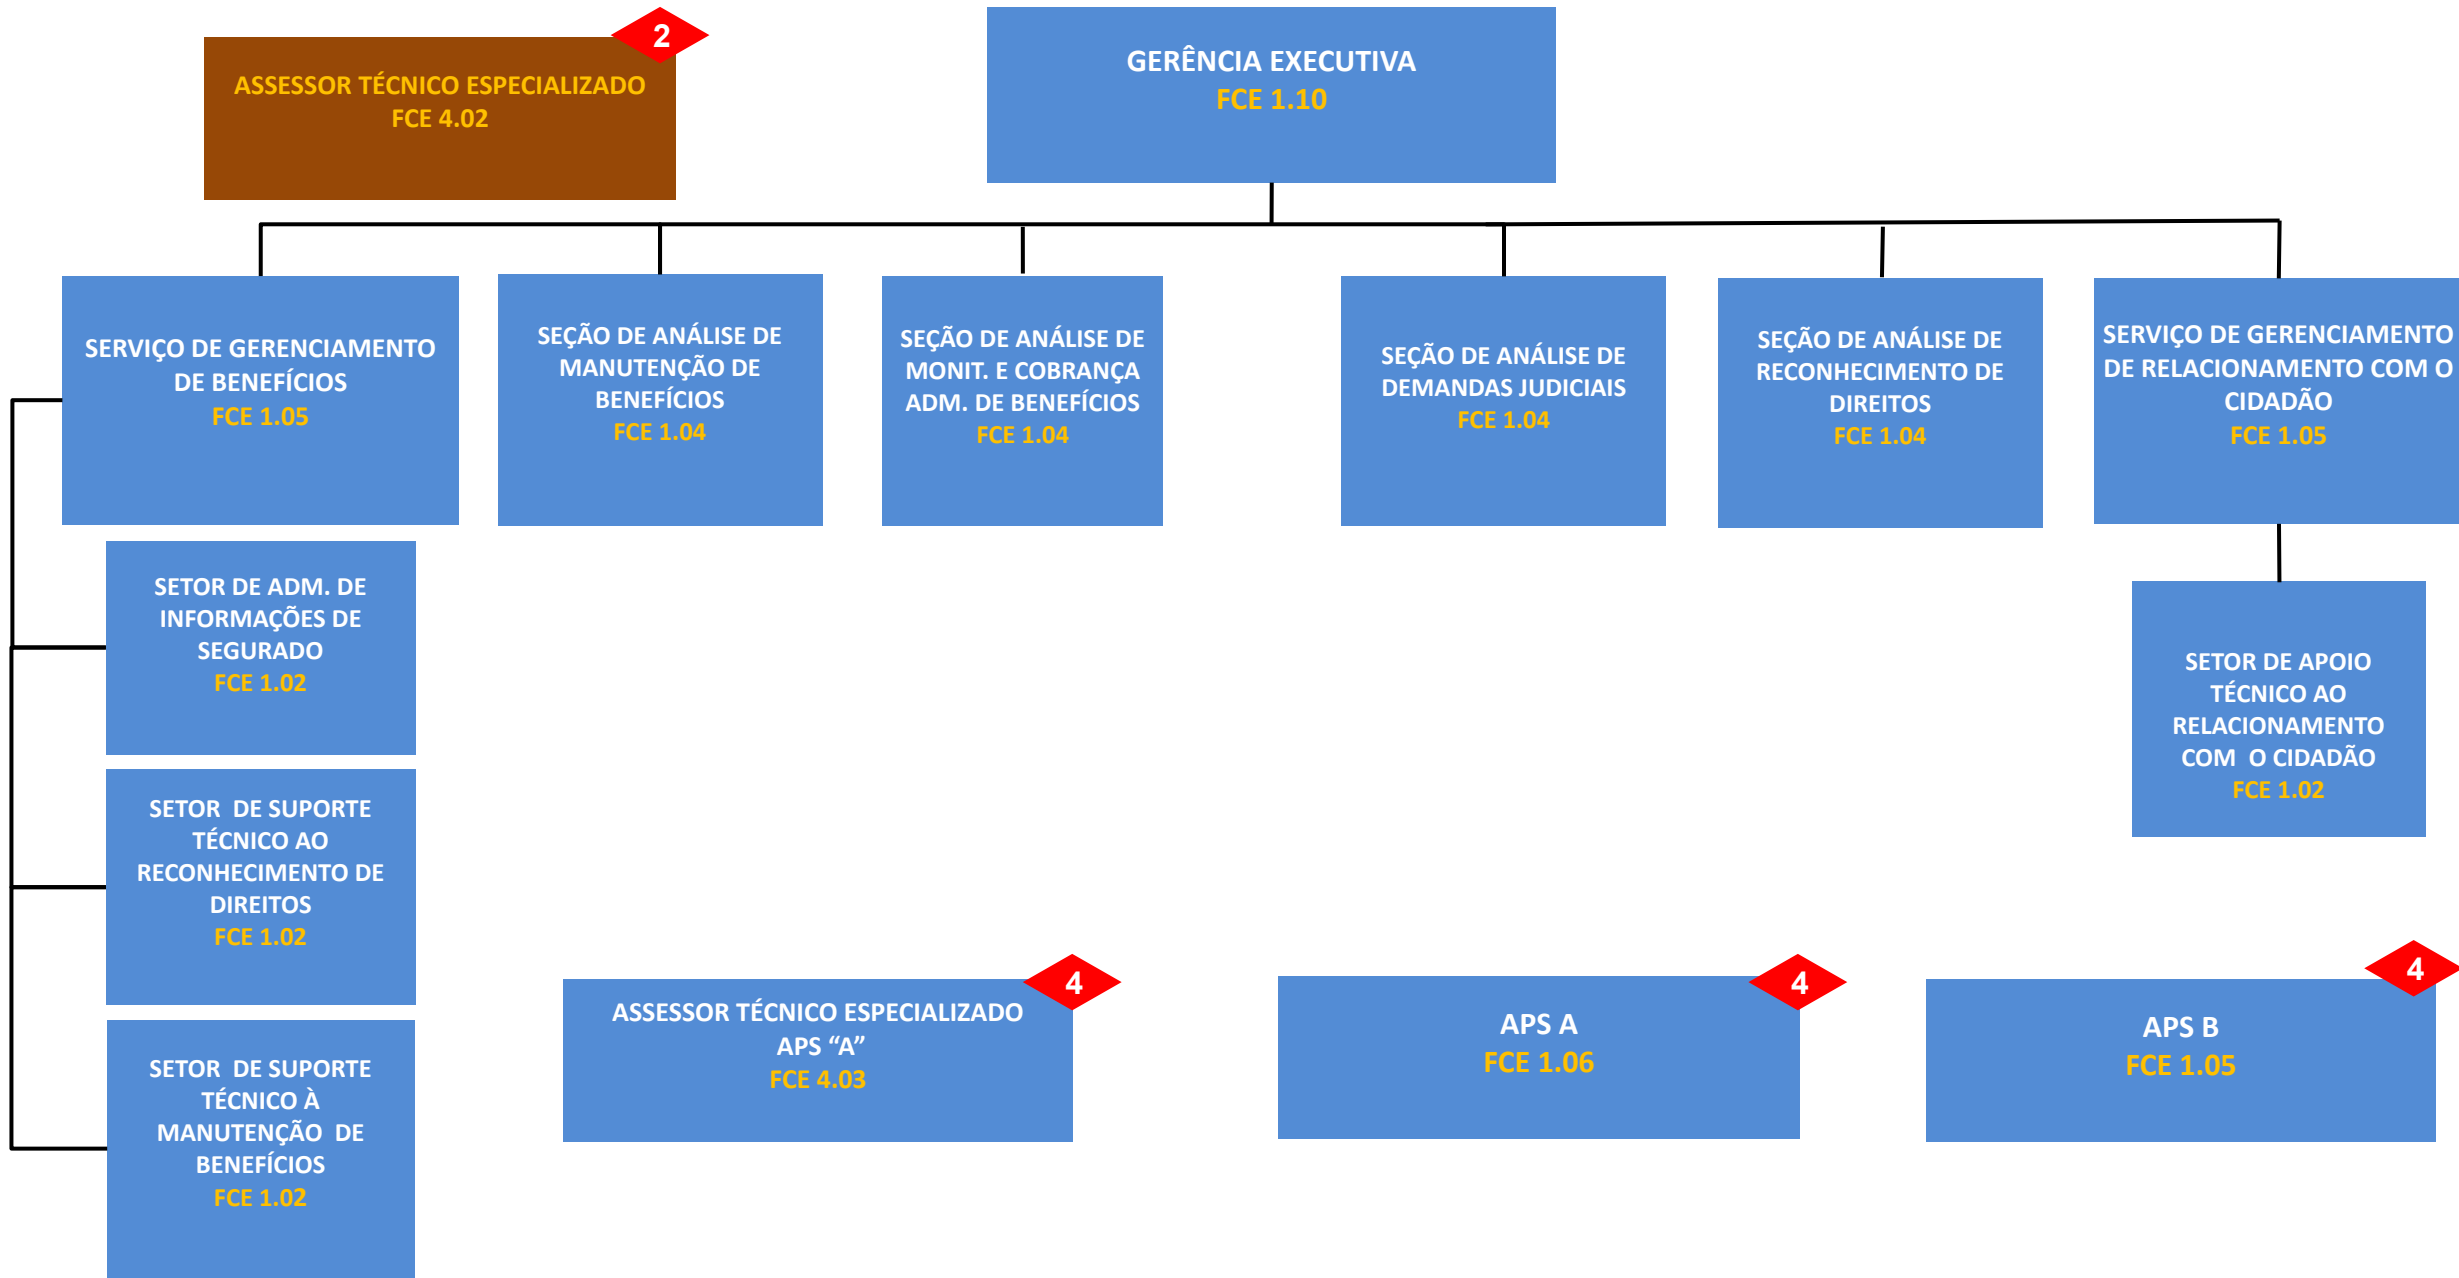 2
ASSESSOR TÉCNICO ESPECIALIZADO
FCE 4.02
GERÊNCIA EXECUTIVA
FCE 1.10
SERVIÇO DE GERENCIAMENTO
DE BENEFÍCIOS
FCE 1.05
SEÇÃO DE ANÁLISE DE
MANUTENÇÃO DE
BENEFÍCIOS
FCE 1.04
SEÇÃO DE ANÁLISE DE
MONIT. E COBRANÇA
ADM. DE BENEFÍCIOS
FCE 1.04
SEÇÃO DE ANÁLISE DE
DEMANDAS JUDICIAIS
FCE 1.04
SEÇÃO DE ANÁLISE DE
RECONHECIMENTO DE
DIREITOS
FCE 1.04
SERVIÇO DE GERENCIAMENTO
DE RELACIONAMENTO COM O
CIDADÃO
FCE 1.05
SETOR DE ADM. DE
INFORMAÇÕES DE
SEGURADO
FCE 1.02
SETOR DE SUPORTE
TÉCNICO AO
RECONHECIMENTO DE
DIREITOS
FCE 1.02
SETOR DE SUPORTE
TÉCNICO À
MANUTENÇÃO DE
BENEFÍCIOS
FCE 1.02
SETOR DE APOIO
TÉCNICO AO
RELACIONAMENTO
COM O CIDADÃO
FCE 1.02
4
ASSESSOR TÉCNICO ESPECIALIZADO
APS “A”
FCE 4.03
4
APS A
FCE 1.06
4
APS B
FCE 1.05